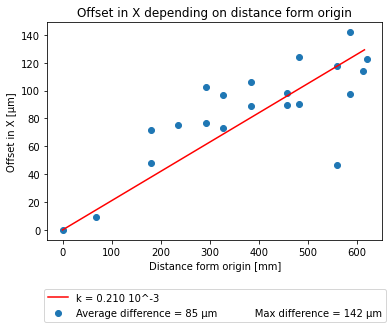 Offset in X depending on distance form origin
Offset in X [µm]
140
120
100
80
60
40
20
0
0 100 200 300 400 500 600
Distance form origin [mm]
k = 0.210 10^-3
Average difference = 85 µm Max difference = 142 µm